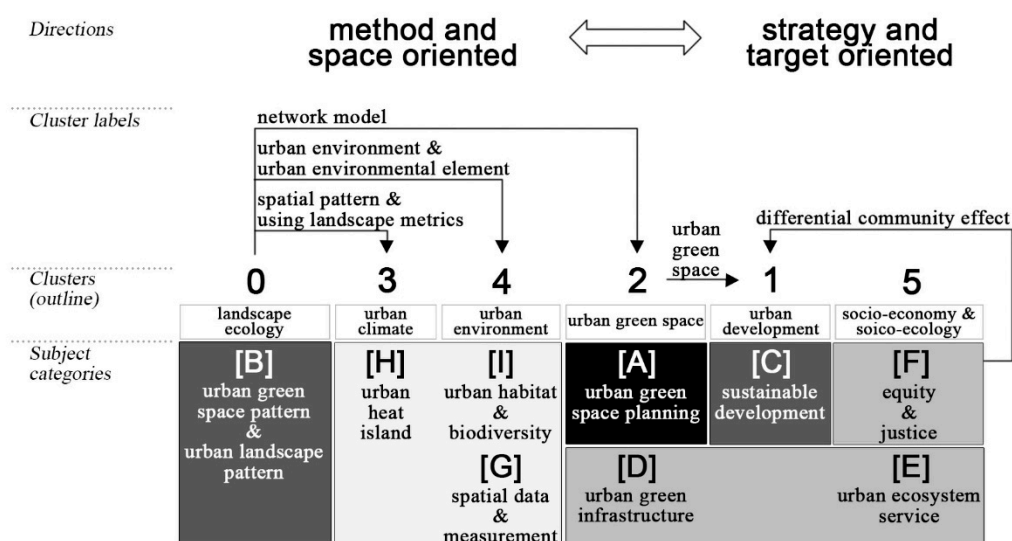 Directions
method and
space oriented
strategy and
target oriented
Cluster labels
network model
urban environment &
urban environmental element
spatial pattern &
using landscape metrics
urban
green
space
differential community effect
Clusters
(outline)
0
3
4
2
1
5
landscape
ecology
urban
climate
urban
environment
urban green space
urban
development
socio-economy &
soico-ecology
Subject
categories
[B]
urban green
space pattern
&
urban landscape
pattern
[H]
urban
heat
island
[I]
urban habitat
&
biodiversity
[G]
spatial data
&
measurement
[A]
urban green
space planning
[C]
sustainable
development
[F]
equity
&
justice
[D]
urban green
infrastructure
[E]
urban ecosystem
service